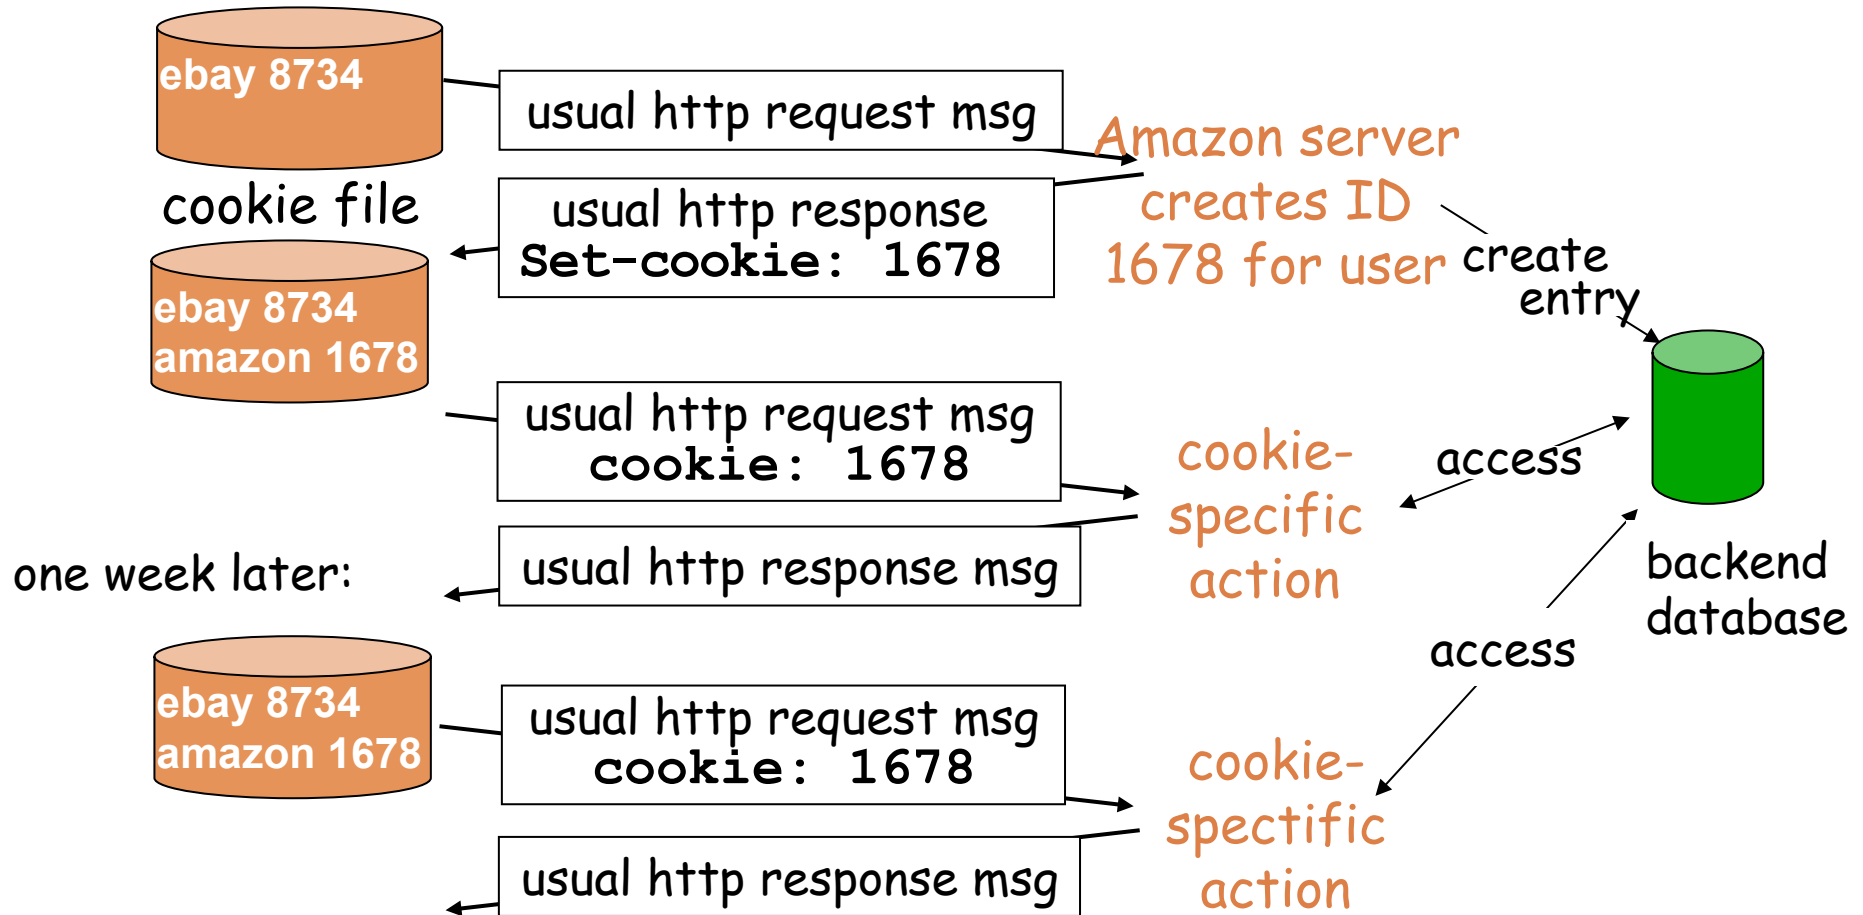 ebay 8734
usual http request msg
Amazon server
creates ID
1678 for user
cookie file
usual http response
Set-cookie: 1678
create
entry
ebay 8734
amazon 1678
usual http request msg
cookie: 1678
cookie-
specific
action
access
usual http response msg
one week later:
backend
database
access
ebay 8734
amazon 1678
usual http request msg
cookie: 1678
cookie-
spectific
action
usual http response msg